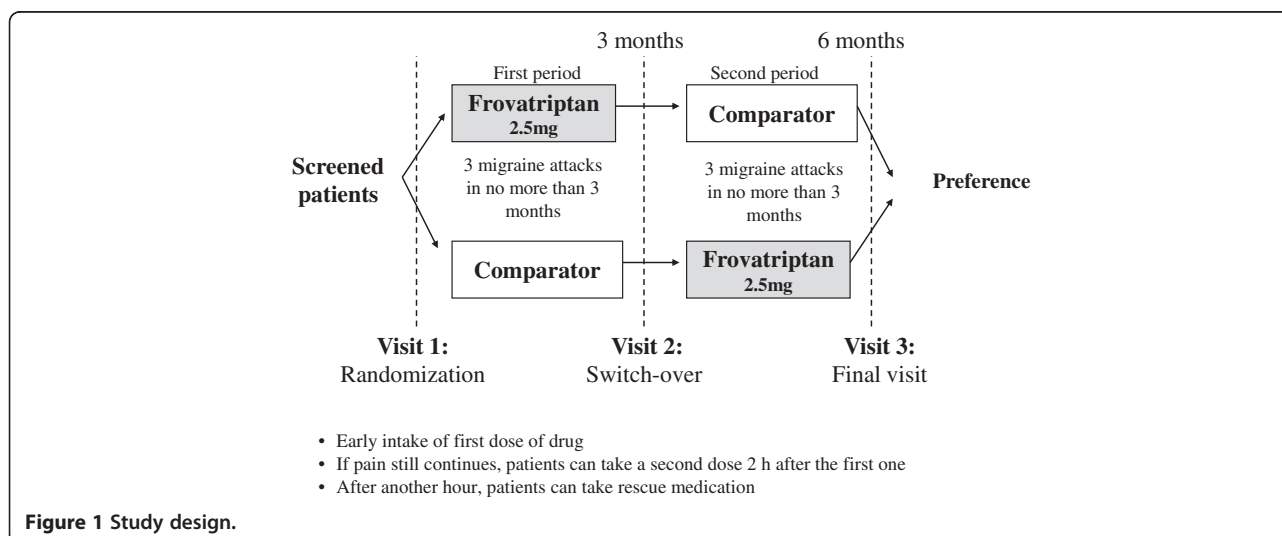 3 months
6 months
First period
Second period
Frovatriptan
2.5mg
Comparator
Screened
patients
3 migraine attacks
in no more than 3
months
3 migraine attacks
in no more than 3
months
Preference
Comparator
Frovatriptan
2.5mg
Visit 1:
Randomization
Visit 2:
Switch-over
Visit 3:
Final visit
• Early intake of first dose of drug
• If pain still continues, patients can take a second dose 2 h after the first one
• After another hour, patients can take rescue medication
Figure 1 Study design.